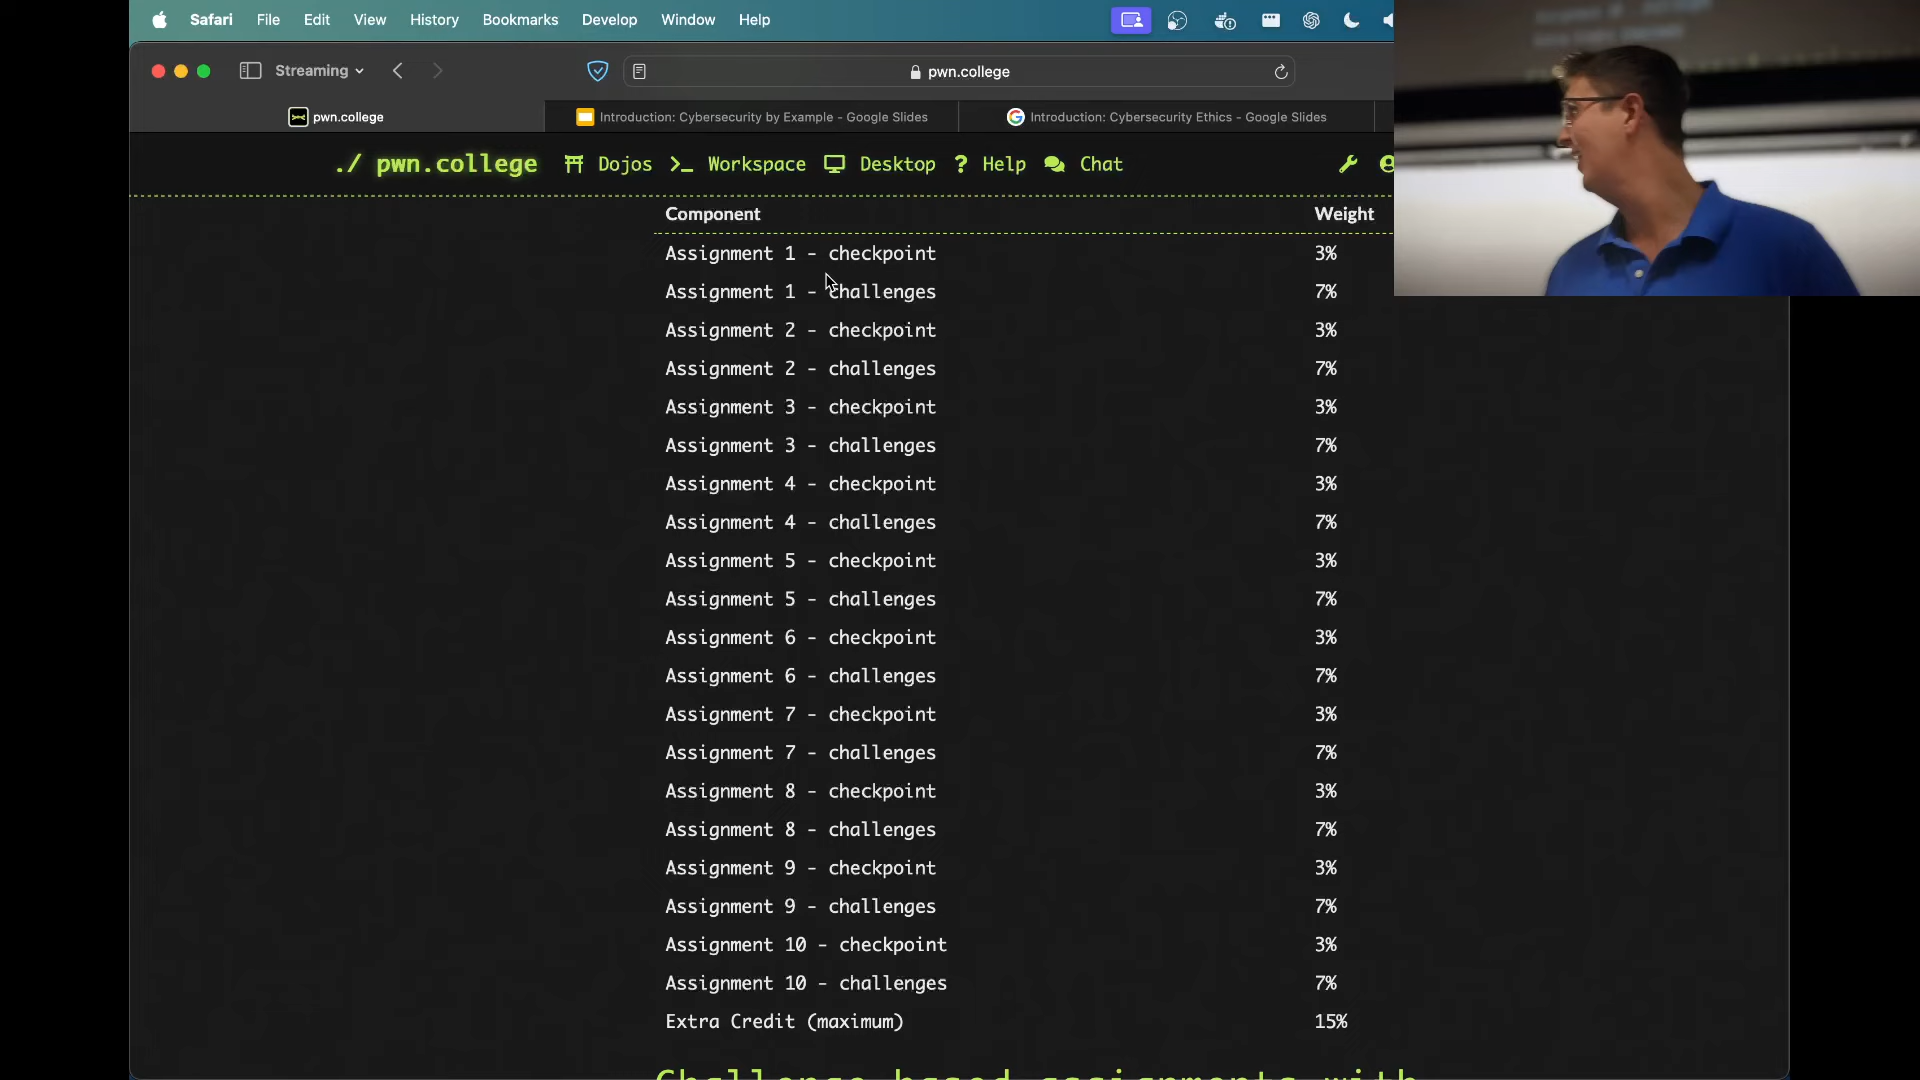 Safari File Edit View History Bookmarks Develop Window Help
Streaming pwn.college
pwn.college Introduction: Cybersecurity by Example - Google Slides Introduction: Cybersecurity Ethics - Google Slides
./ pwn.college Dojos >_ Workspace Desktop ? Help Chat
Component Weight
Assignment 1 - checkpoint 3%
Assignment 1 - challenges 7%
Assignment 2 - checkpoint 3%
Assignment 2 - challenges 7%
Assignment 3 - checkpoint 3%
Assignment 3 - challenges 7%
Assignment 4 - checkpoint 3%
Assignment 4 - challenges 7%
Assignment 5 - checkpoint 3%
Assignment 5 - challenges 7%
Assignment 6 - checkpoint 3%
Assignment 6 - challenges 7%
Assignment 7 - checkpoint 3%
Assignment 7 - challenges 7%
Assignment 8 - checkpoint 3%
Assignment 8 - challenges 7%
Assignment 9 - checkpoint 3%
Assignment 9 - challenges 7%
Assignment 10 - checkpoint 3%
Assignment 10 - challenges 7%
Extra Credit (maximum) 15%
Challenge-based assignments with